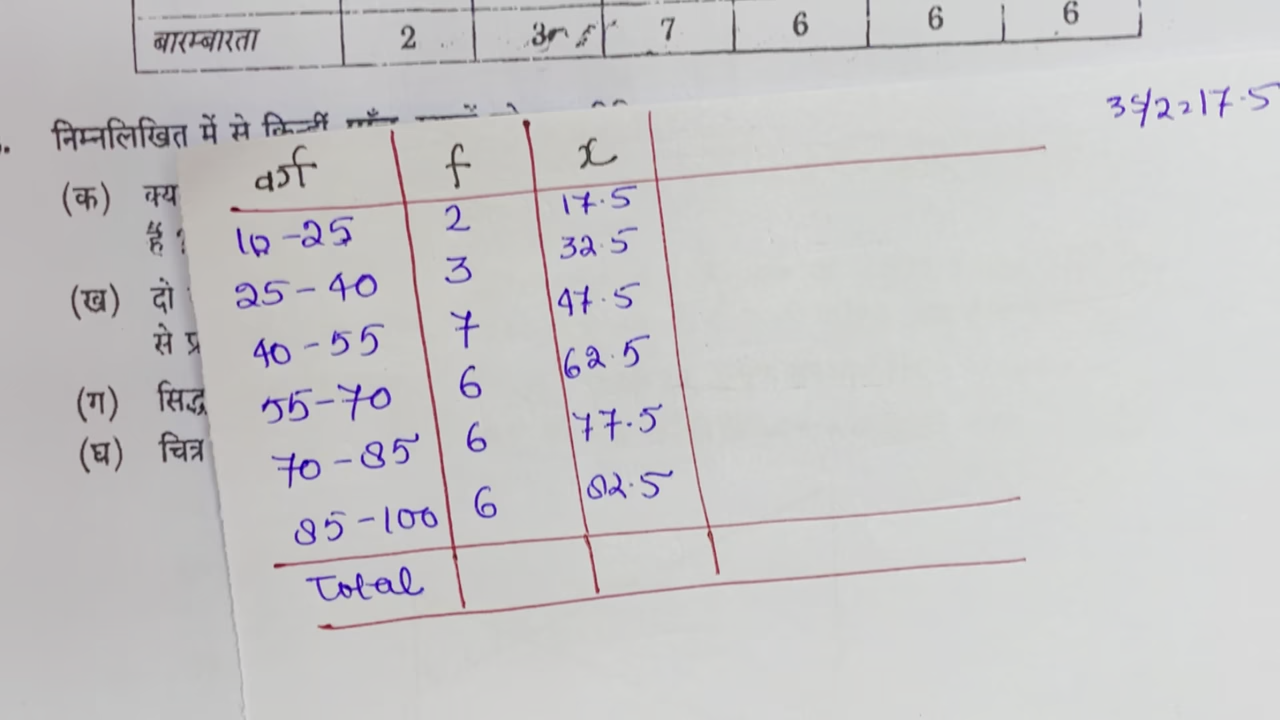 बारम्बारता 2 3 7 6 6 6
35/2=17.5
निम्नलिखित में से किन्हीं
(क) क्य
है ?
(ख) दो
से प्र
(ग) सिद्ध
(घ) चित्र
वर्ग f x
10-25 2 17.5
25-40 3 32.5
40-55 7 47.5
55-70 6 62.5
70-85 6 77.5
85-100 6 82.5
Total